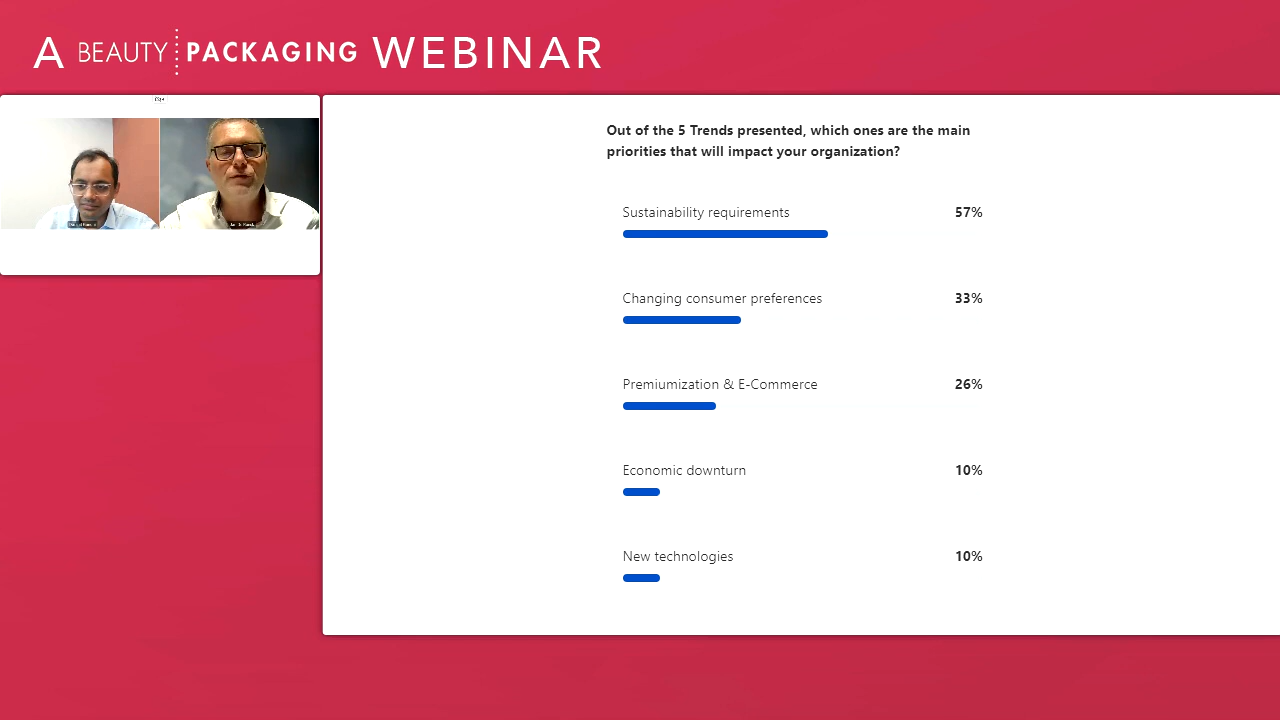 A BEAUTY PACKAGING WEBINAR
Out of the 5 Trends presented, which ones are the main
priorities that will impact your organization?
Sustainability requirements 57%
Changing consumer preferences 33%
Premiumization & E-Commerce 26%
Economic downturn 10%
New technologies 10%